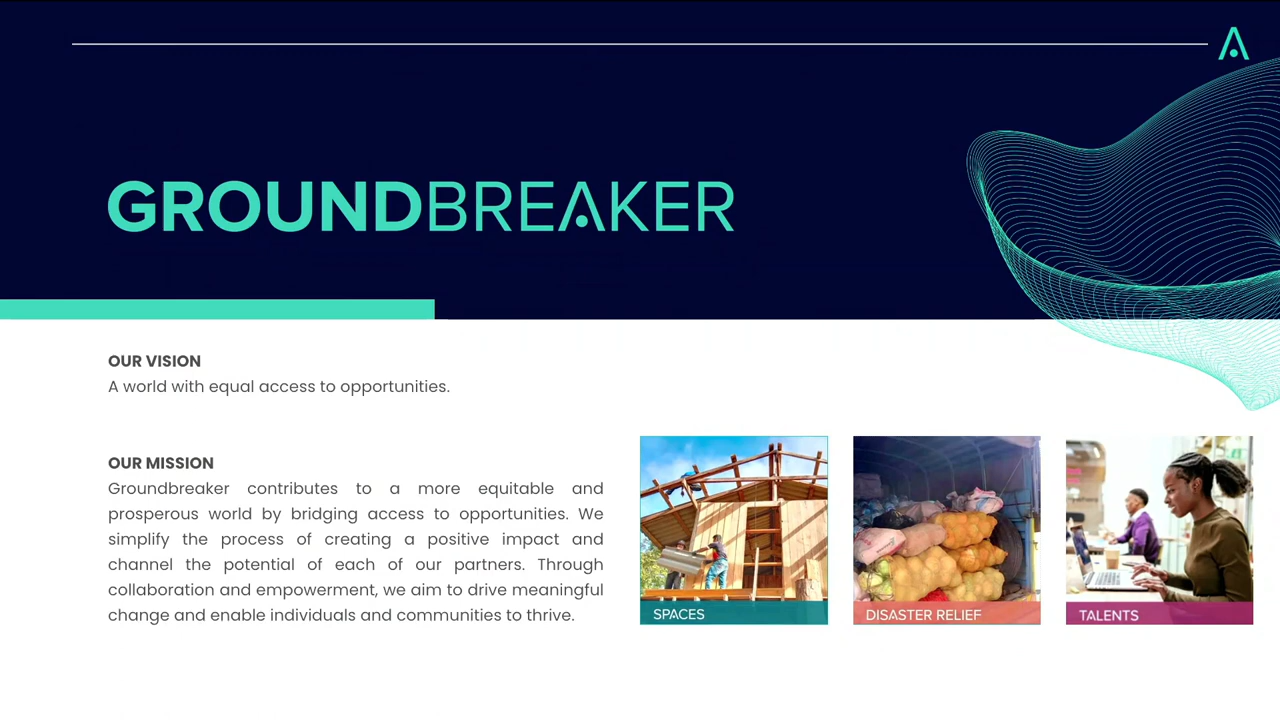 GROUNDBREAKER
OUR VISION
A world with equal access to opportunities.
OUR MISSION
Groundbreaker contributes to a more equitable and
prosperous world by bridging access to opportunities. We
simplify the process of creating a positive impact and
channel the potential of each of our partners. Through
collaboration and empowerment, we aim to drive meaningful
change and enable individuals and communities to thrive.
SPACES
DISASTER RELIEF
TALENTS